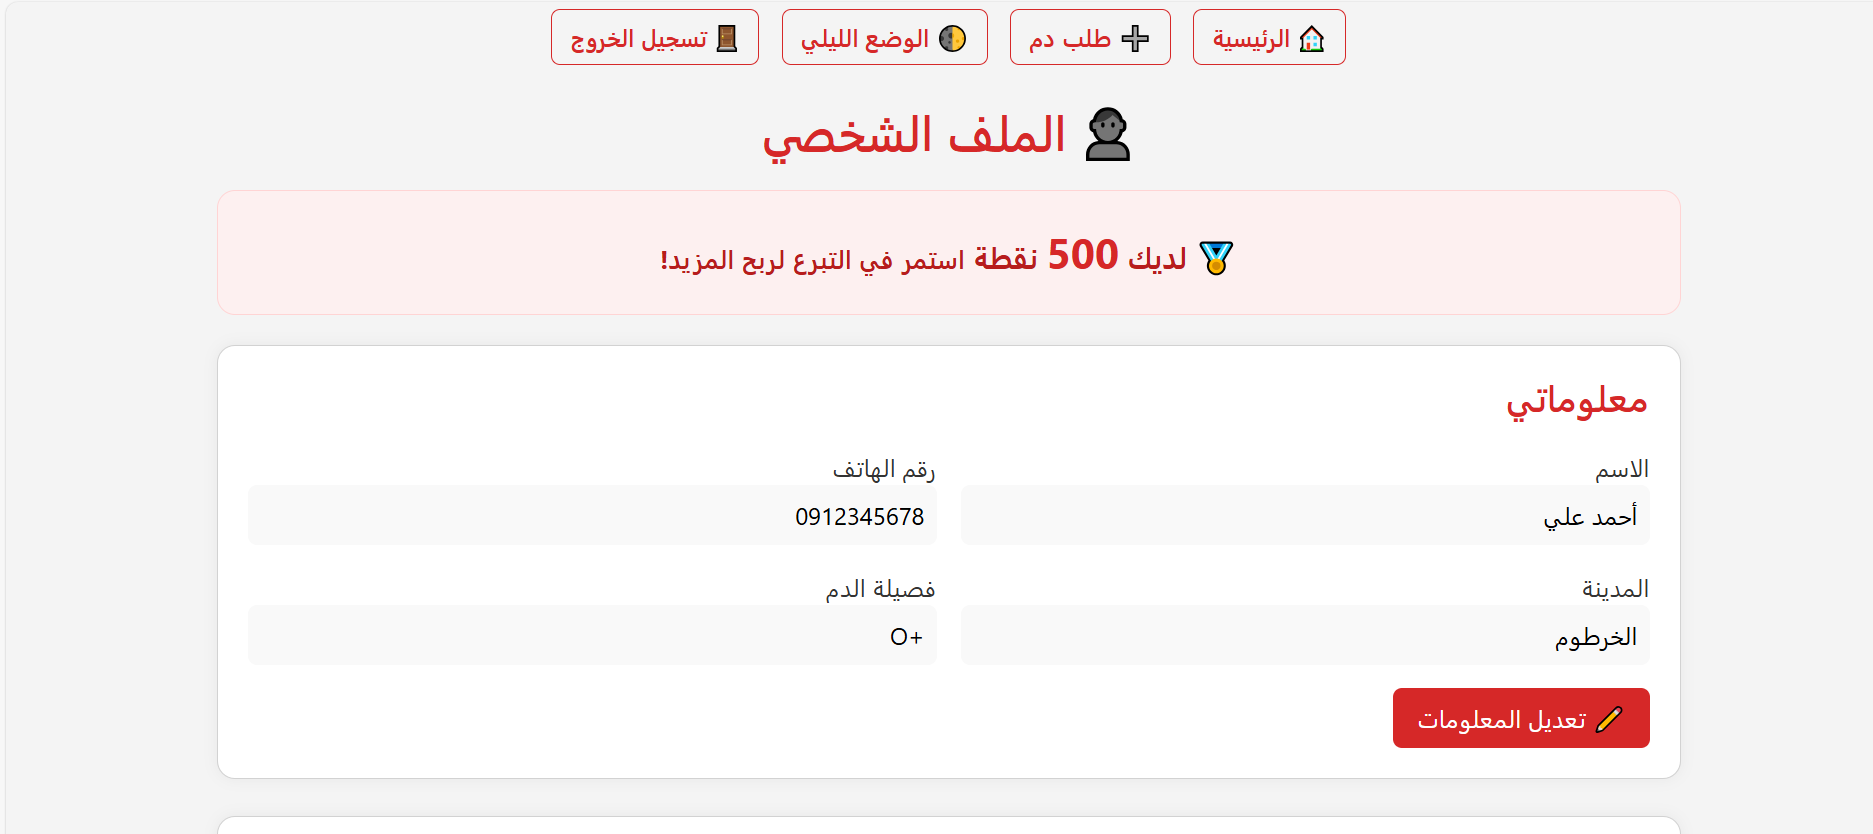 🏠 الرئيسية
➕ طلب دم
🌗 الوضع الليلي
🚪 تسجيل الخروج
👤 الملف الشخصي
🏅 لديك 500 نقطة استمر في التبرع لربح المزيد!
معلوماتي
الاسم
أحمد علي
رقم الهاتف
0912345678
المدينة
الخرطوم
فصيلة الدم
O+
✏️ تعديل المعلومات